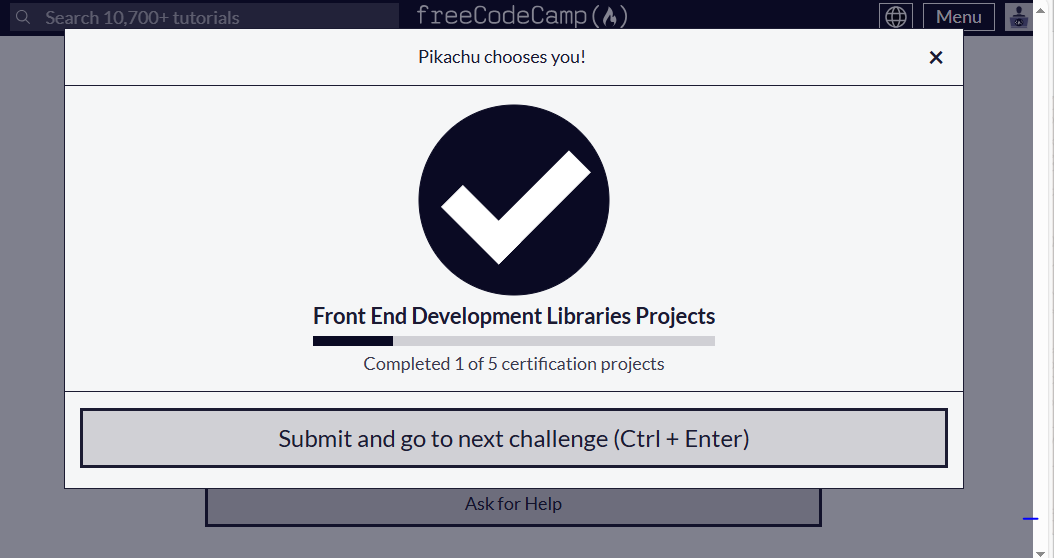 Search 10,700+ tutorials
freeCodeCamp
Menu
Pikachu chooses you!
Front End Development Libraries Projects
Completed 1 of 5 certification projects
Submit and go to next challenge (Ctrl + Enter)
Ask for Help